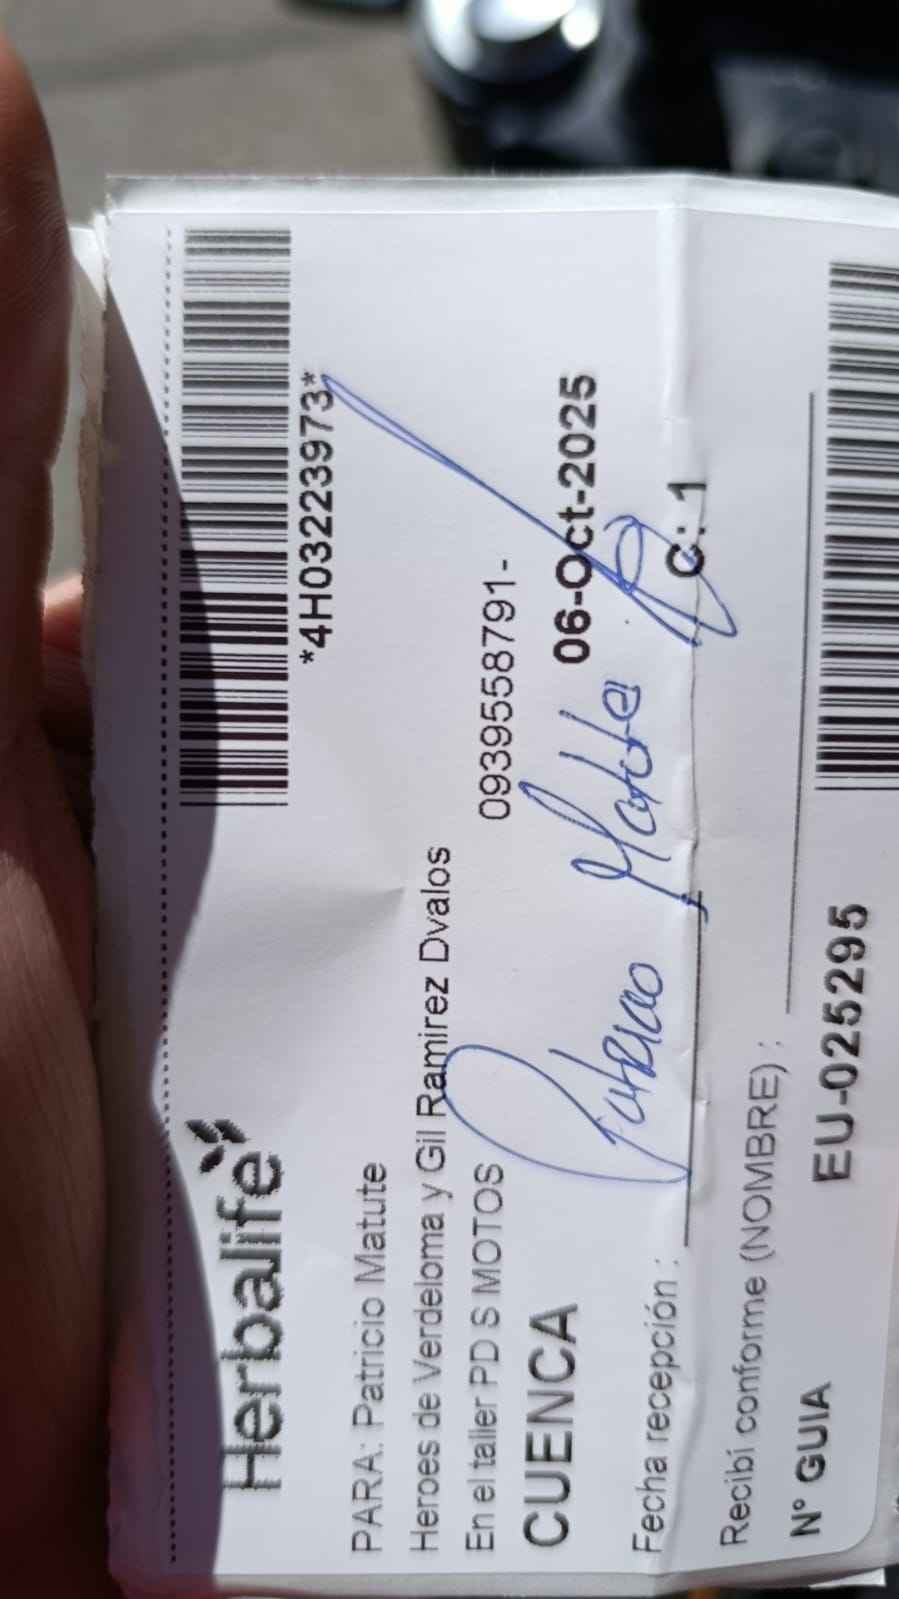 Herbalife
*4H03223973*
PARA: Patricio Matute
Heroes de Verdeloma y Gil Ramirez Dvalos
En el taller PD S MOTOS 0939558791-
CUENCA 06-Oct-2025
Patricio Matute
Fecha recepción : C: 1
Recibí conforme (NOMBRE) :
N° GUIA EU-025295